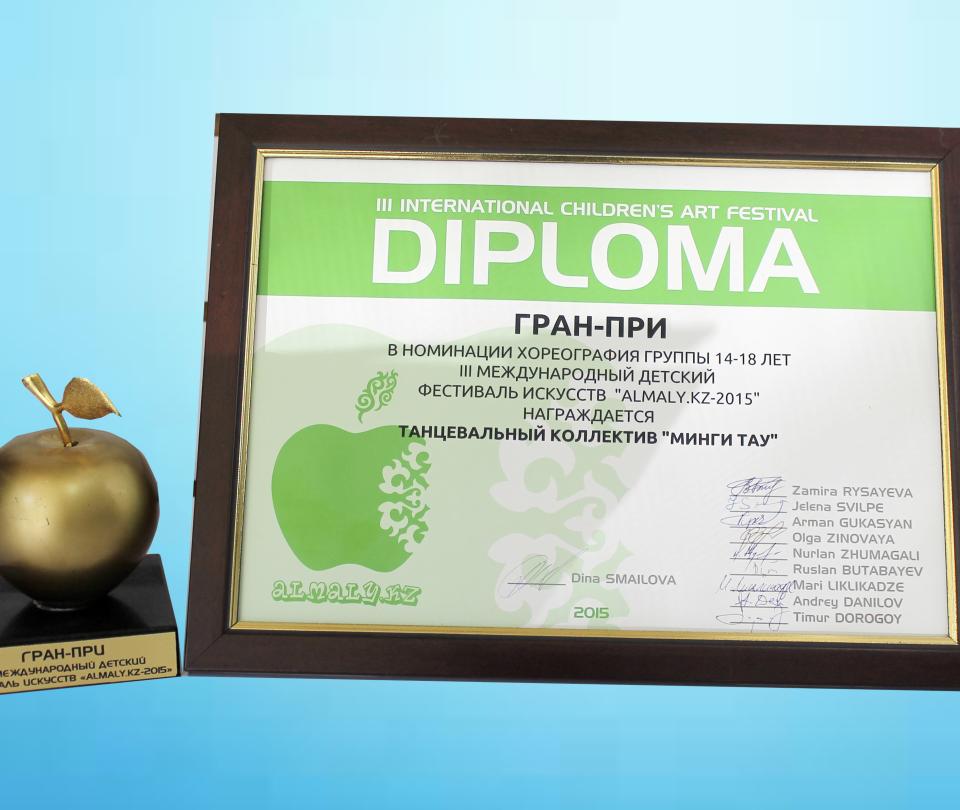 III INTERNATIONAL CHILDREN'S ART FESTIVAL
DIPLOMA
ГРАН-ПРИ
В НОМИНАЦИИ ХОРЕОГРАФИЯ ГРУППЫ 14-18 ЛЕТ
III МЕЖДУНАРОДНЫЙ ДЕТСКИЙ
ФЕСТИВАЛЬ ИСКУССТВ "ALMALY.KZ-2015"
НАГРАЖДАЕТСЯ
ТАНЦЕВАЛЬНЫЙ КОЛЛЕКТИВ "МИНГИ ТАУ"
Zamira RYSAYEVA
Jelena SVILPE
Arman GUKASYAN
Olga ZINOVAYA
Nurlan ZHUMAGALI
Ruslan BUTABAYEV
Mari LIKLIKADZE
Andrey DANILOV
Timur DOROGOY
Dina SMAILOVA
2015
ALMALY.KZ
ГРАН-ПРИ
МЕЖДУНАРОДНЫЙ ДЕТСКИЙ
АЛЬ ИСКУССТВ «ALMALY.KZ-2015»